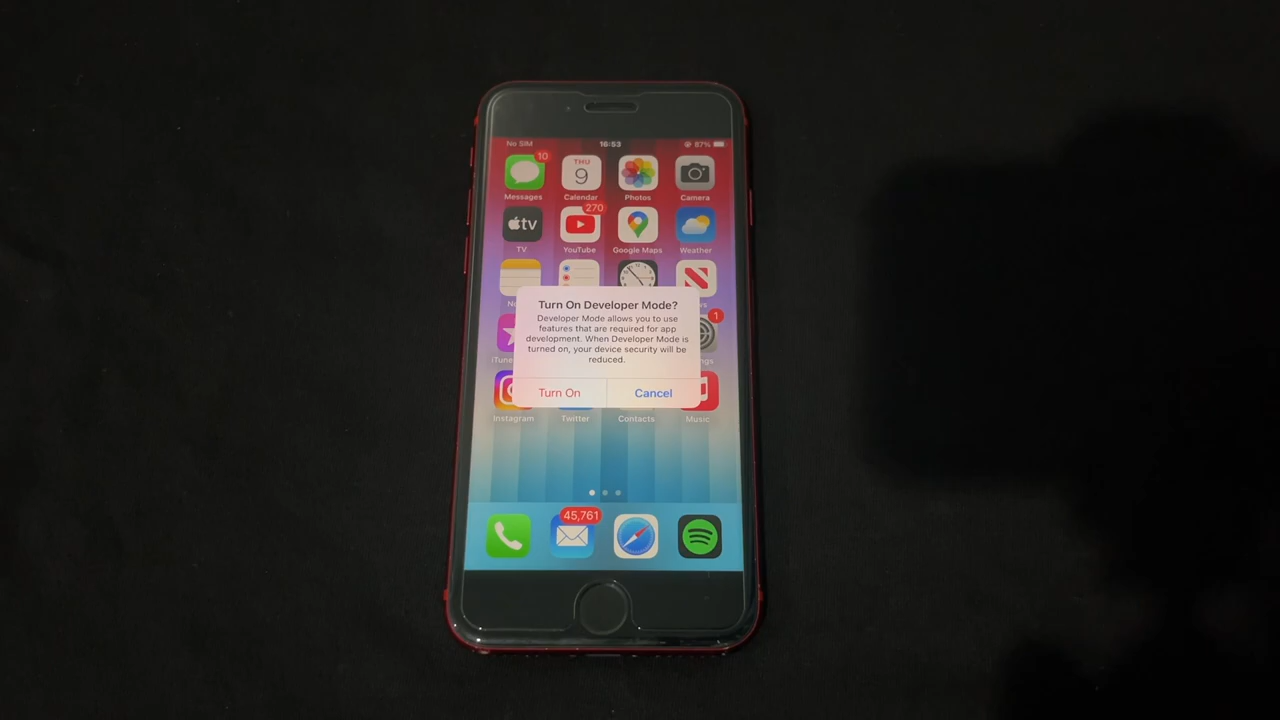 No SIM 16:53 87%
10
THU
9
Messages Calendar Photos Camera
tv 270
TV YouTube Google Maps Weather
Turn On Developer Mode?
Developer Mode allows you to use
features that are required for app
development. When Developer Mode is
turned on, your device security will be
reduced.
1
Turn On Cancel
Instagram Twitter Contacts Music
45,761